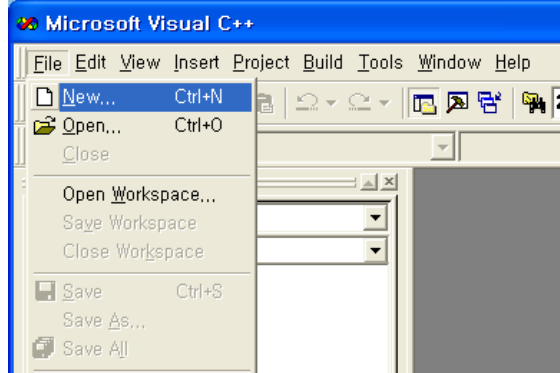 Microsoft Visual C++
File Edit View Insert Project Build Tools Window Help
New... Ctrl+N
Open... Ctrl+O
Close
Open Workspace...
Save Workspace
Close Workspace
Save Ctrl+S
Save As...
Save All